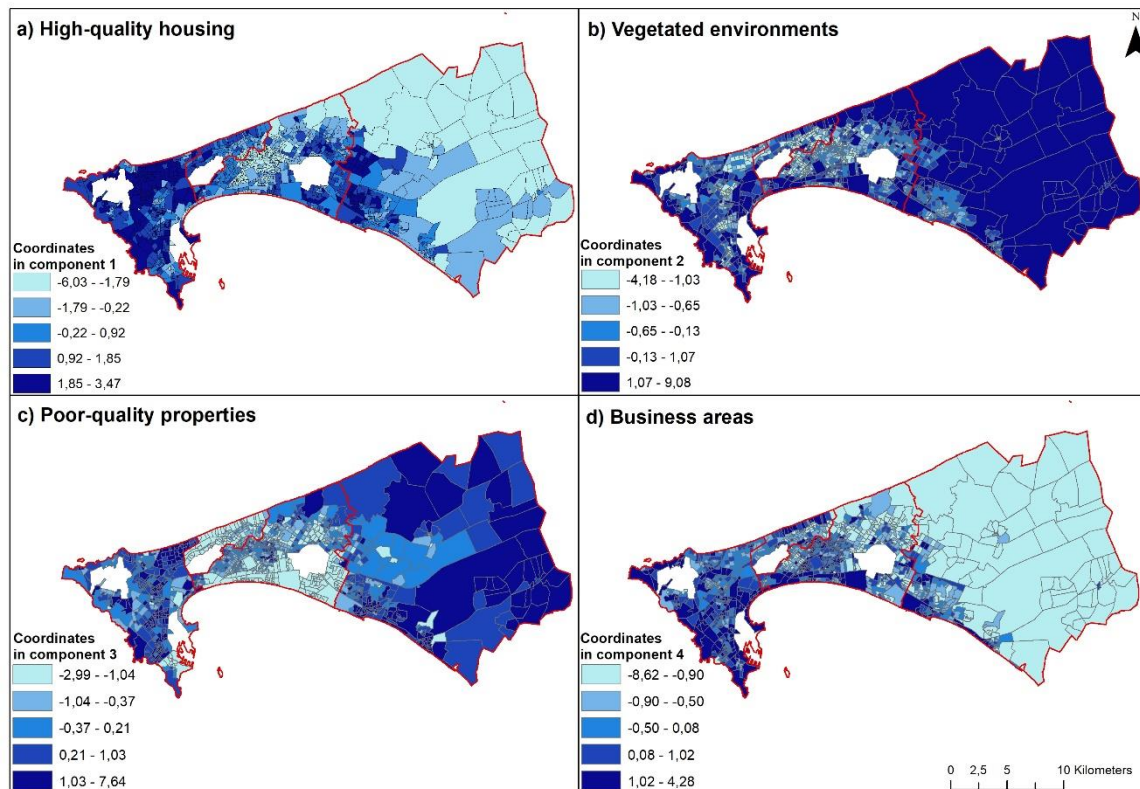 a) High-quality housing
Coordinates
in component 1
-6,03 - -1,79
-1,79 - -0,22
-0,22 - 0,92
0,92 - 1,85
1,85 - 3,47
b) Vegetated environments
N
Coordinates
in component 2
-4,18 - -1,03
-1,03 - -0,65
-0,65 - -0,13
-0,13 - 1,07
1,07 - 9,08
c) Poor-quality properties
Coordinates
in component 3
-2,99 - -1,04
-1,04 - -0,37
-0,37 - 0,21
0,21 - 1,03
1,03 - 7,64
d) Business areas
Coordinates
in component 4
-8,62 - -0,90
-0,90 - -0,50
-0,50 - 0,08
0,08 - 1,02
1,02 - 4,28
0 2,5 5 10 Kilometers